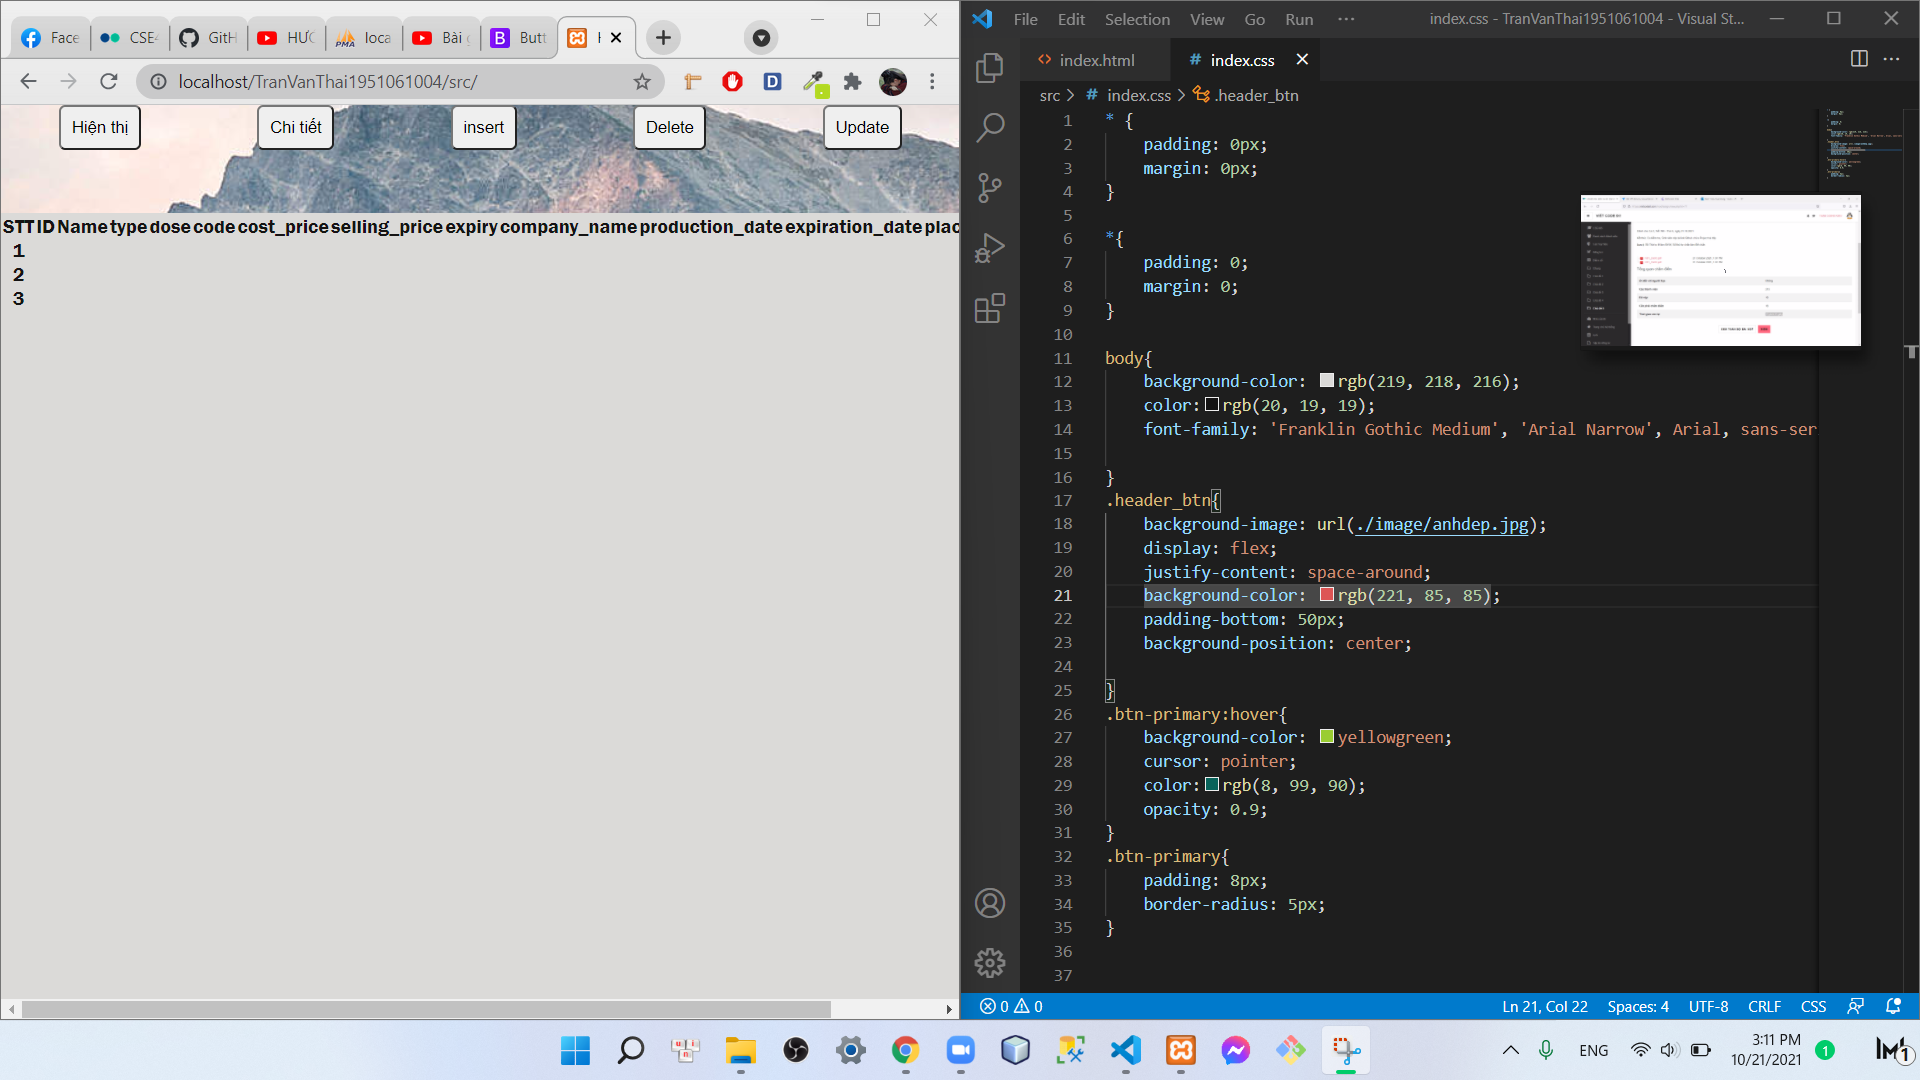 Face
CSE
GitH
HƯC
loca
Bài
Butt
localhost/TranVanThai1951061004/src/
Hiện thị
Chi tiết
insert
Delete
Update
STT ID Name type dose code cost_price selling_price expiry company_name production_date expiration_date plac
1
2
3
File Edit Selection View Go Run ···
index.css - TranVanThai1951061004 - Visual St...
index.html
# index.css
src > # index.css > .header_btn
1 * {
2 padding: 0px;
3 margin: 0px;
4 }
5
6 *{
7 padding: 0;
8 margin: 0;
9 }
10
11 body{
12 background-color: rgb(219, 218, 216);
13 color: rgb(20, 19, 19);
14 font-family: 'Franklin Gothic Medium', 'Arial Narrow', Arial, sans-ser
15
16 }
17 .header_btn{
18 background-image: url(./image/anhdep.jpg);
19 display: flex;
20 justify-content: space-around;
21 background-color: rgb(221, 85, 85);
22 padding-bottom: 50px;
23 background-position: center;
24
25 }
26 .btn-primary:hover{
27 background-color: yellowgreen;
28 cursor: pointer;
29 color: rgb(8, 99, 90);
30 opacity: 0.9;
31 }
32 .btn-primary{
33 padding: 8px;
34 border-radius: 5px;
35 }
36
37
0 0
Ln 21, Col 22 Spaces: 4 UTF-8 CRLF CSS
ENG
3:11 PM
10/21/2021
1
1